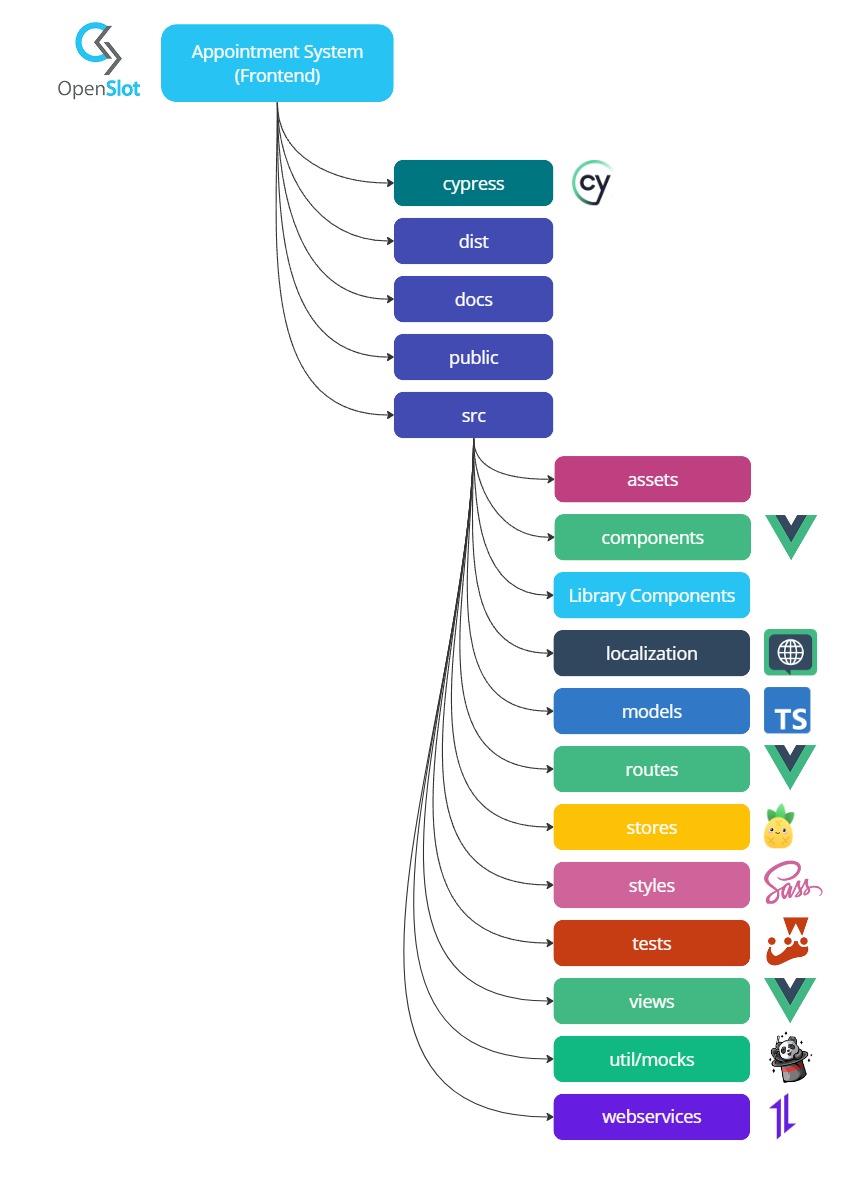 OpenSlot
Appointment System
(Frontend)
cypress
cy
dist
docs
public
src
assets
components
Library Components
localization
models
TS
routes
stores
styles
Sass
tests
views
util/mocks
webservices